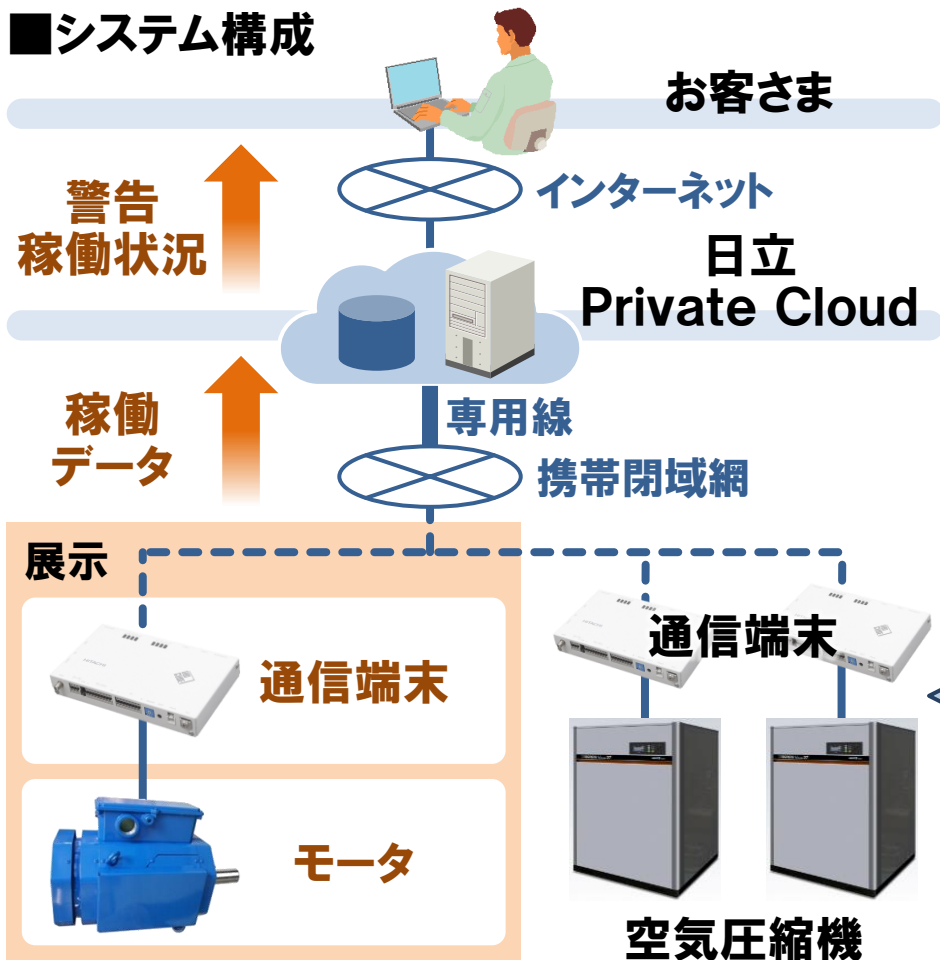 ■システム構成
お客さま
警告
稼働状況
インターネット
日立
Private Cloud
稼働
データ
専用線
携帯閉域網
展示
通信端末
通信端末
モータ
空気圧縮機